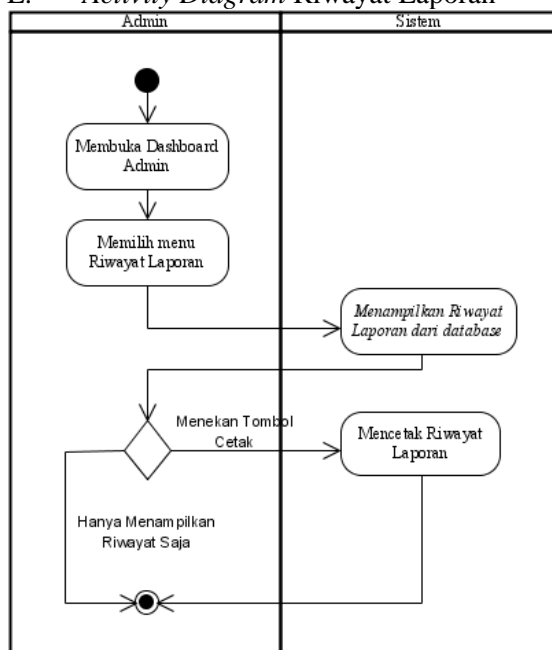 E. Activity Diagram Riwayat Laporan
Admin
Sistem
Membuka Dashboard
Admin
Memilih menu
Riwayat Laporan
Menampilkan Riwayat
Laporan dari database
Menekan Tombol
Cetak
Mencetak Riwayat
Laporan
Hanya Menampilkan
Riwayat Saja